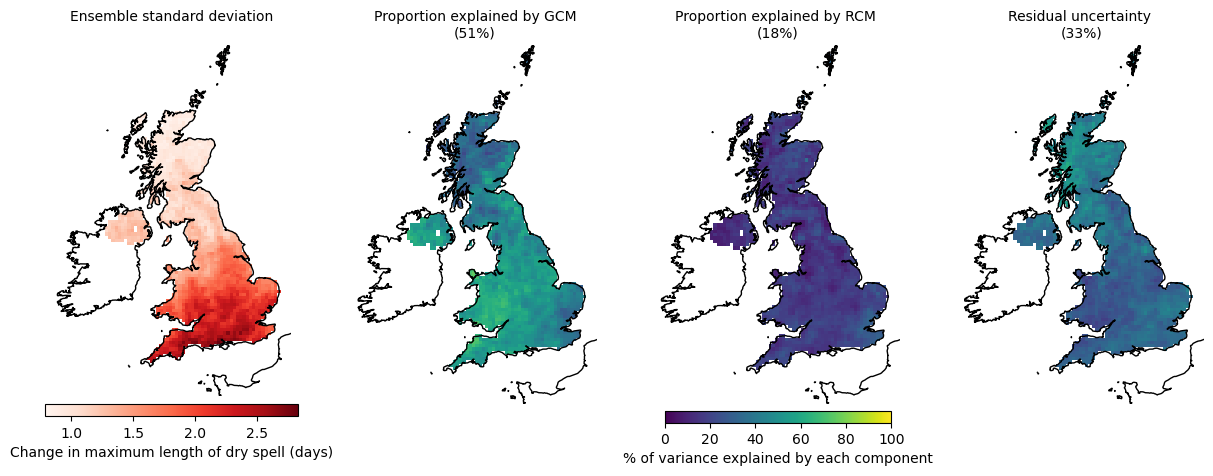 Ensemble standard deviation
Proportion explained by GCM
(51%)
Proportion explained by RCM
(18%)
Residual uncertainty
(33%)
1.0 1.5 2.0 2.5
Change in maximum length of dry spell (days)
0 20 40 60 80 100
% of variance explained by each component